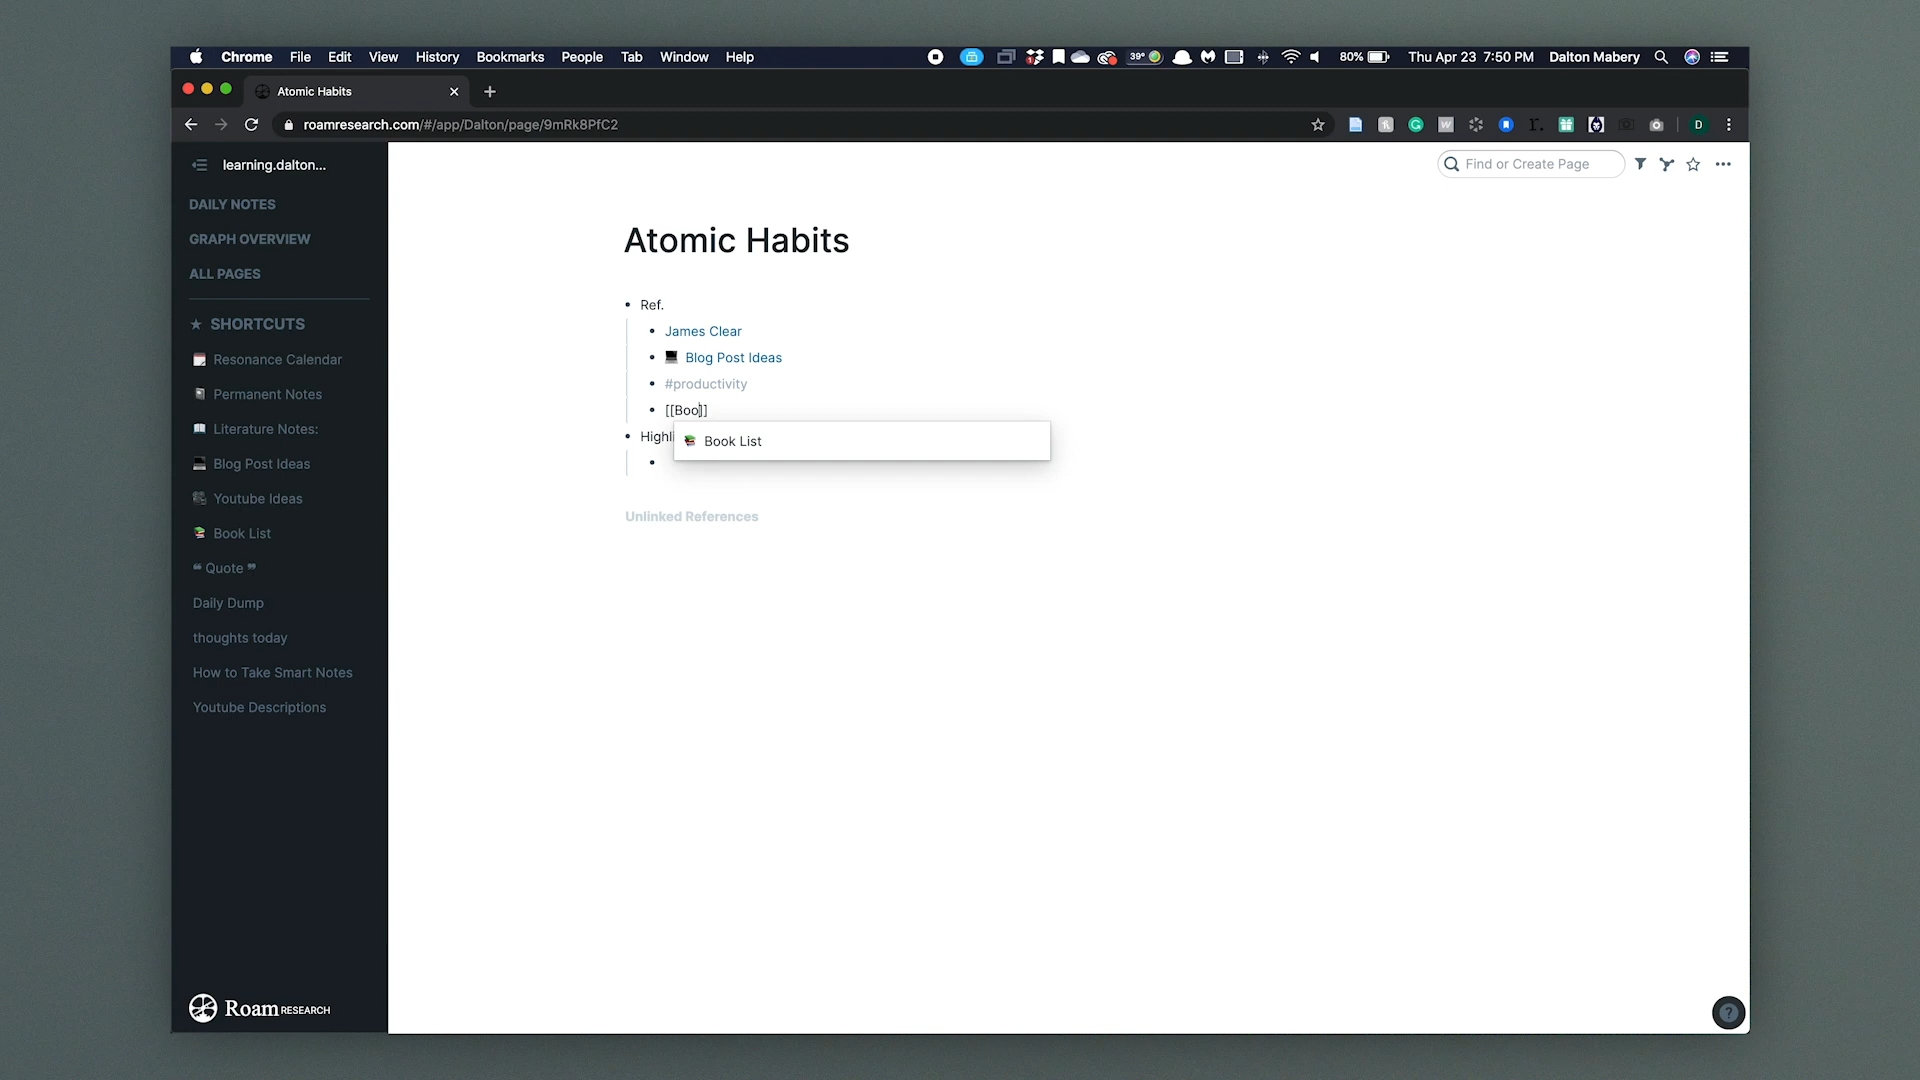 Chrome File Edit View History Bookmarks People Tab Window Help
39° 80% Thu Apr 23 7:50 PM Dalton Mabery
Atomic Habits
roamresearch.com/#/app/Dalton/page/9mRk8PfC2
D
learning.dalton...
Find or Create Page
DAILY NOTES
GRAPH OVERVIEW
ALL PAGES
SHORTCUTS
Resonance Calendar
Permanent Notes
Literature Notes:
Blog Post Ideas
Youtube Ideas
Book List
❝ Quote ❞
Daily Dump
thoughts today
How to Take Smart Notes
Youtube Descriptions
Roam RESEARCH
Atomic Habits
Ref.
James Clear
Blog Post Ideas
#productivity
[[Boo]]
Highli
Book List
Unlinked References
?